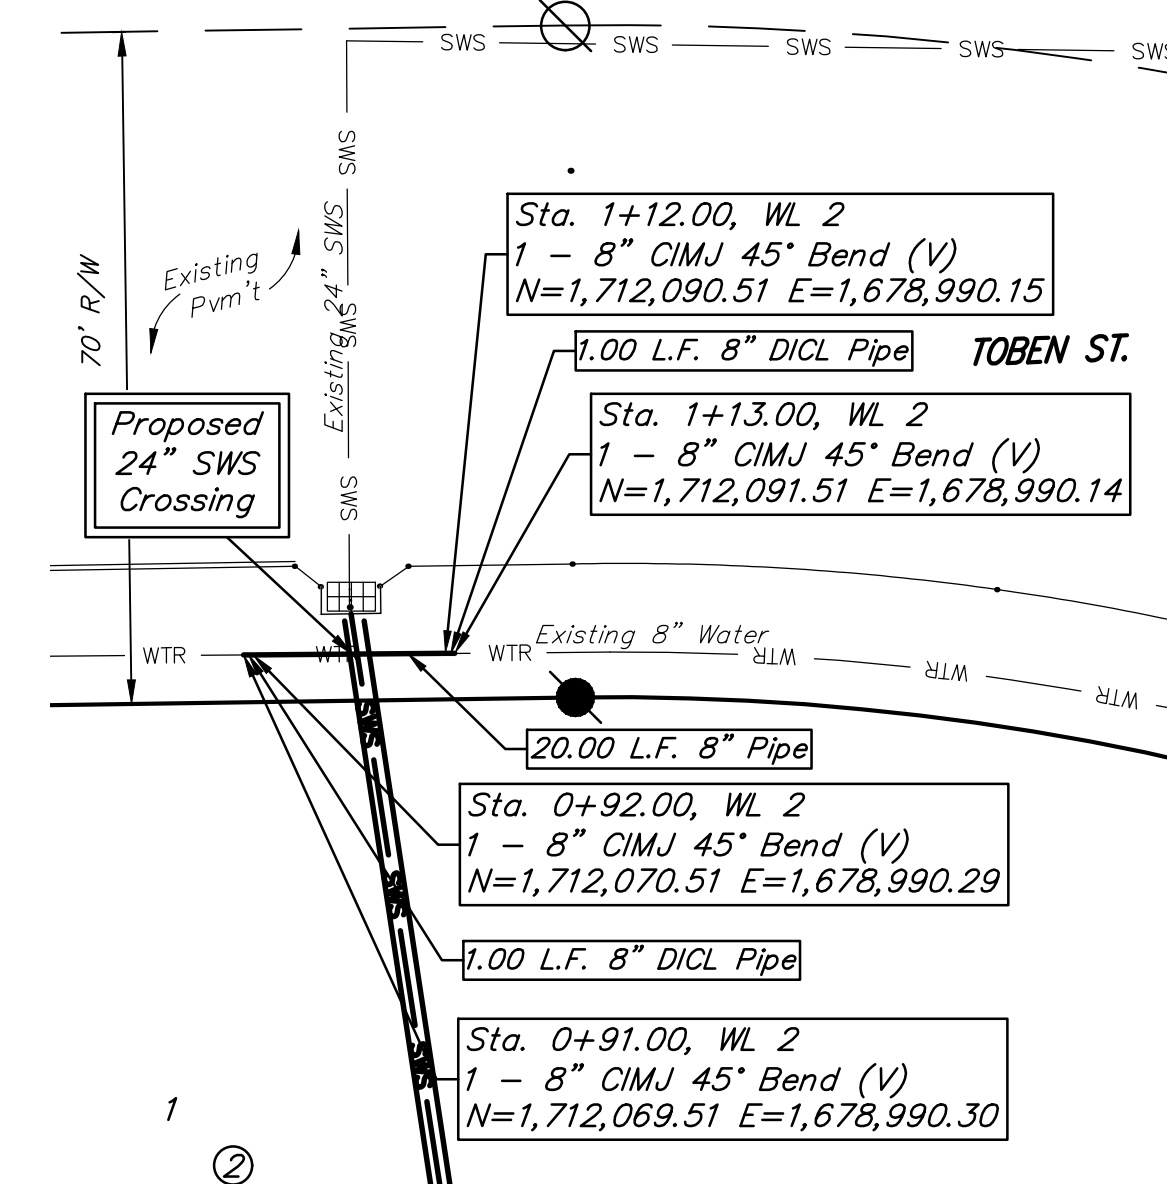 SWS SWS SWS SWS SWS
SWS
Existing 24" SWS
SWS
SWS
70' R/W
Existing
Pvm't
Sta. 1+12.00, WL 2
1 - 8" CIMJ 45° Bend (V)
N=1,712,090.51 E=1,678,990.15
1.00 L.F. 8" DICL Pipe
TOBEN ST.
Sta. 1+13.00, WL 2
1 - 8" CIMJ 45° Bend (V)
N=1,712,091.51 E=1,678,990.14
Proposed
24" SWS
Crossing
Existing 8" Water
WTR WTR WTR WTR WTR WTR
SWS
20.00 L.F. 8" Pipe
Sta. 0+92.00, WL 2
1 - 8" CIMJ 45° Bend (V)
N=1,712,070.51 E=1,678,990.29
SWS
1.00 L.F. 8" DICL Pipe
Sta. 0+91.00, WL 2
1 - 8" CIMJ 45° Bend (V)
N=1,712,069.51 E=1,678,990.30
SWS
1
2